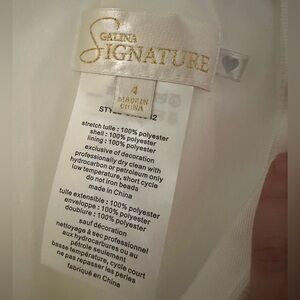 GALINA
SIGNATURE
4
MADE IN
CHINA
stretch tulle : 100% polyester
shell : 100% polyester
lining : 100% polyester
exclusive of decoration
professionally dry clean with
hydrocarbon or petroleum only
low temperature, short cycle
do not iron beads
made in China
tulle extensible : 100% polyester
enveloppe : 100% polyester
doublure : 100% polyester
sauf décoration
nettoyage à sec professionnel
aux hydrocarbures ou au
pétrole seulement
basse température, cycle court
ne pas repasser les perles
fabriqué en Chine